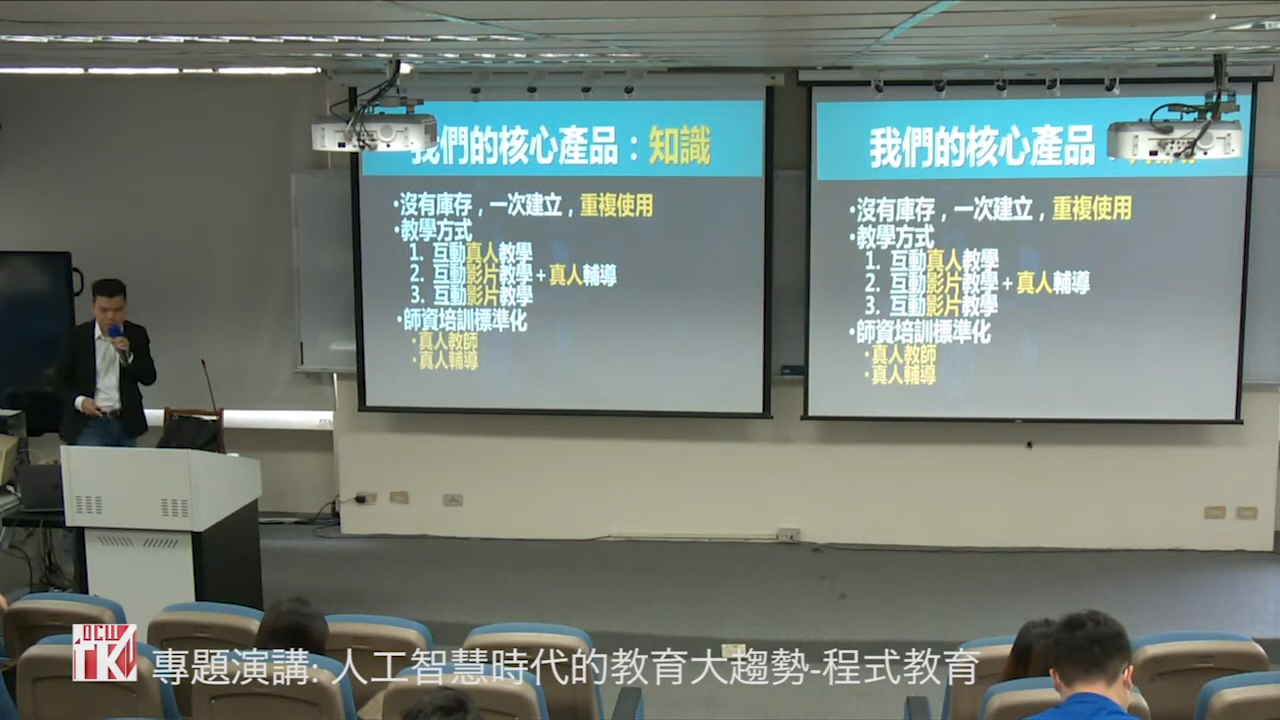 我們的核心產品：知識
•沒有庫存，一次建立，重複使用
•教學方式
1. 互動真人教學
2. 互動影片教學+真人輔導
3. 互動影片教學
•師資培訓標準化
•真人教師
•真人輔導
我們的核心產品
•沒有庫存，一次建立，重複使用
•教學方式
1. 互動真人教學
2. 互動影片教學+真人輔導
3. 互動影片教學
•師資培訓標準化
•真人教師
•真人輔導
OCW
TK
專題演講: 人工智慧時代的教育大趨勢-程式教育